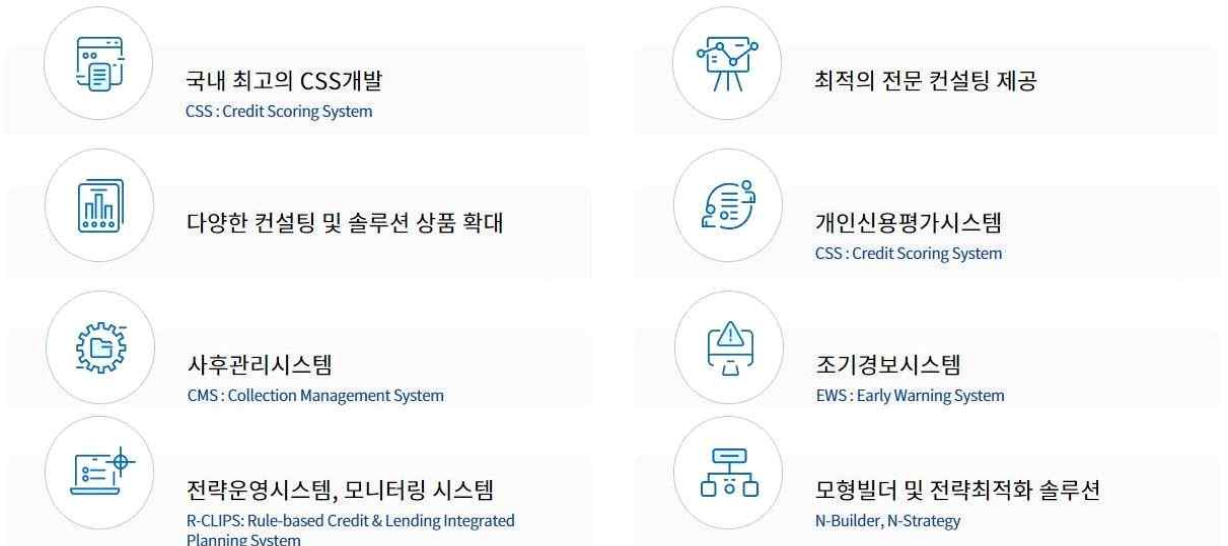 국내 최고의 CSS개발
CSS : Credit Scoring System
최적의 전문 컨설팅 제공
다양한 컨설팅 및 솔루션 상품 확대
개인신용평가시스템
CSS : Credit Scoring System
사후관리시스템
CMS : Collection Management System
조기경보시스템
EWS : Early Warning System
전략운영시스템, 모니터링 시스템
R-CLIPS: Rule-based Credit & Lending Integrated
Planning System
모형빌더 및 전략최적화 솔루션
N-Builder, N-Strategy